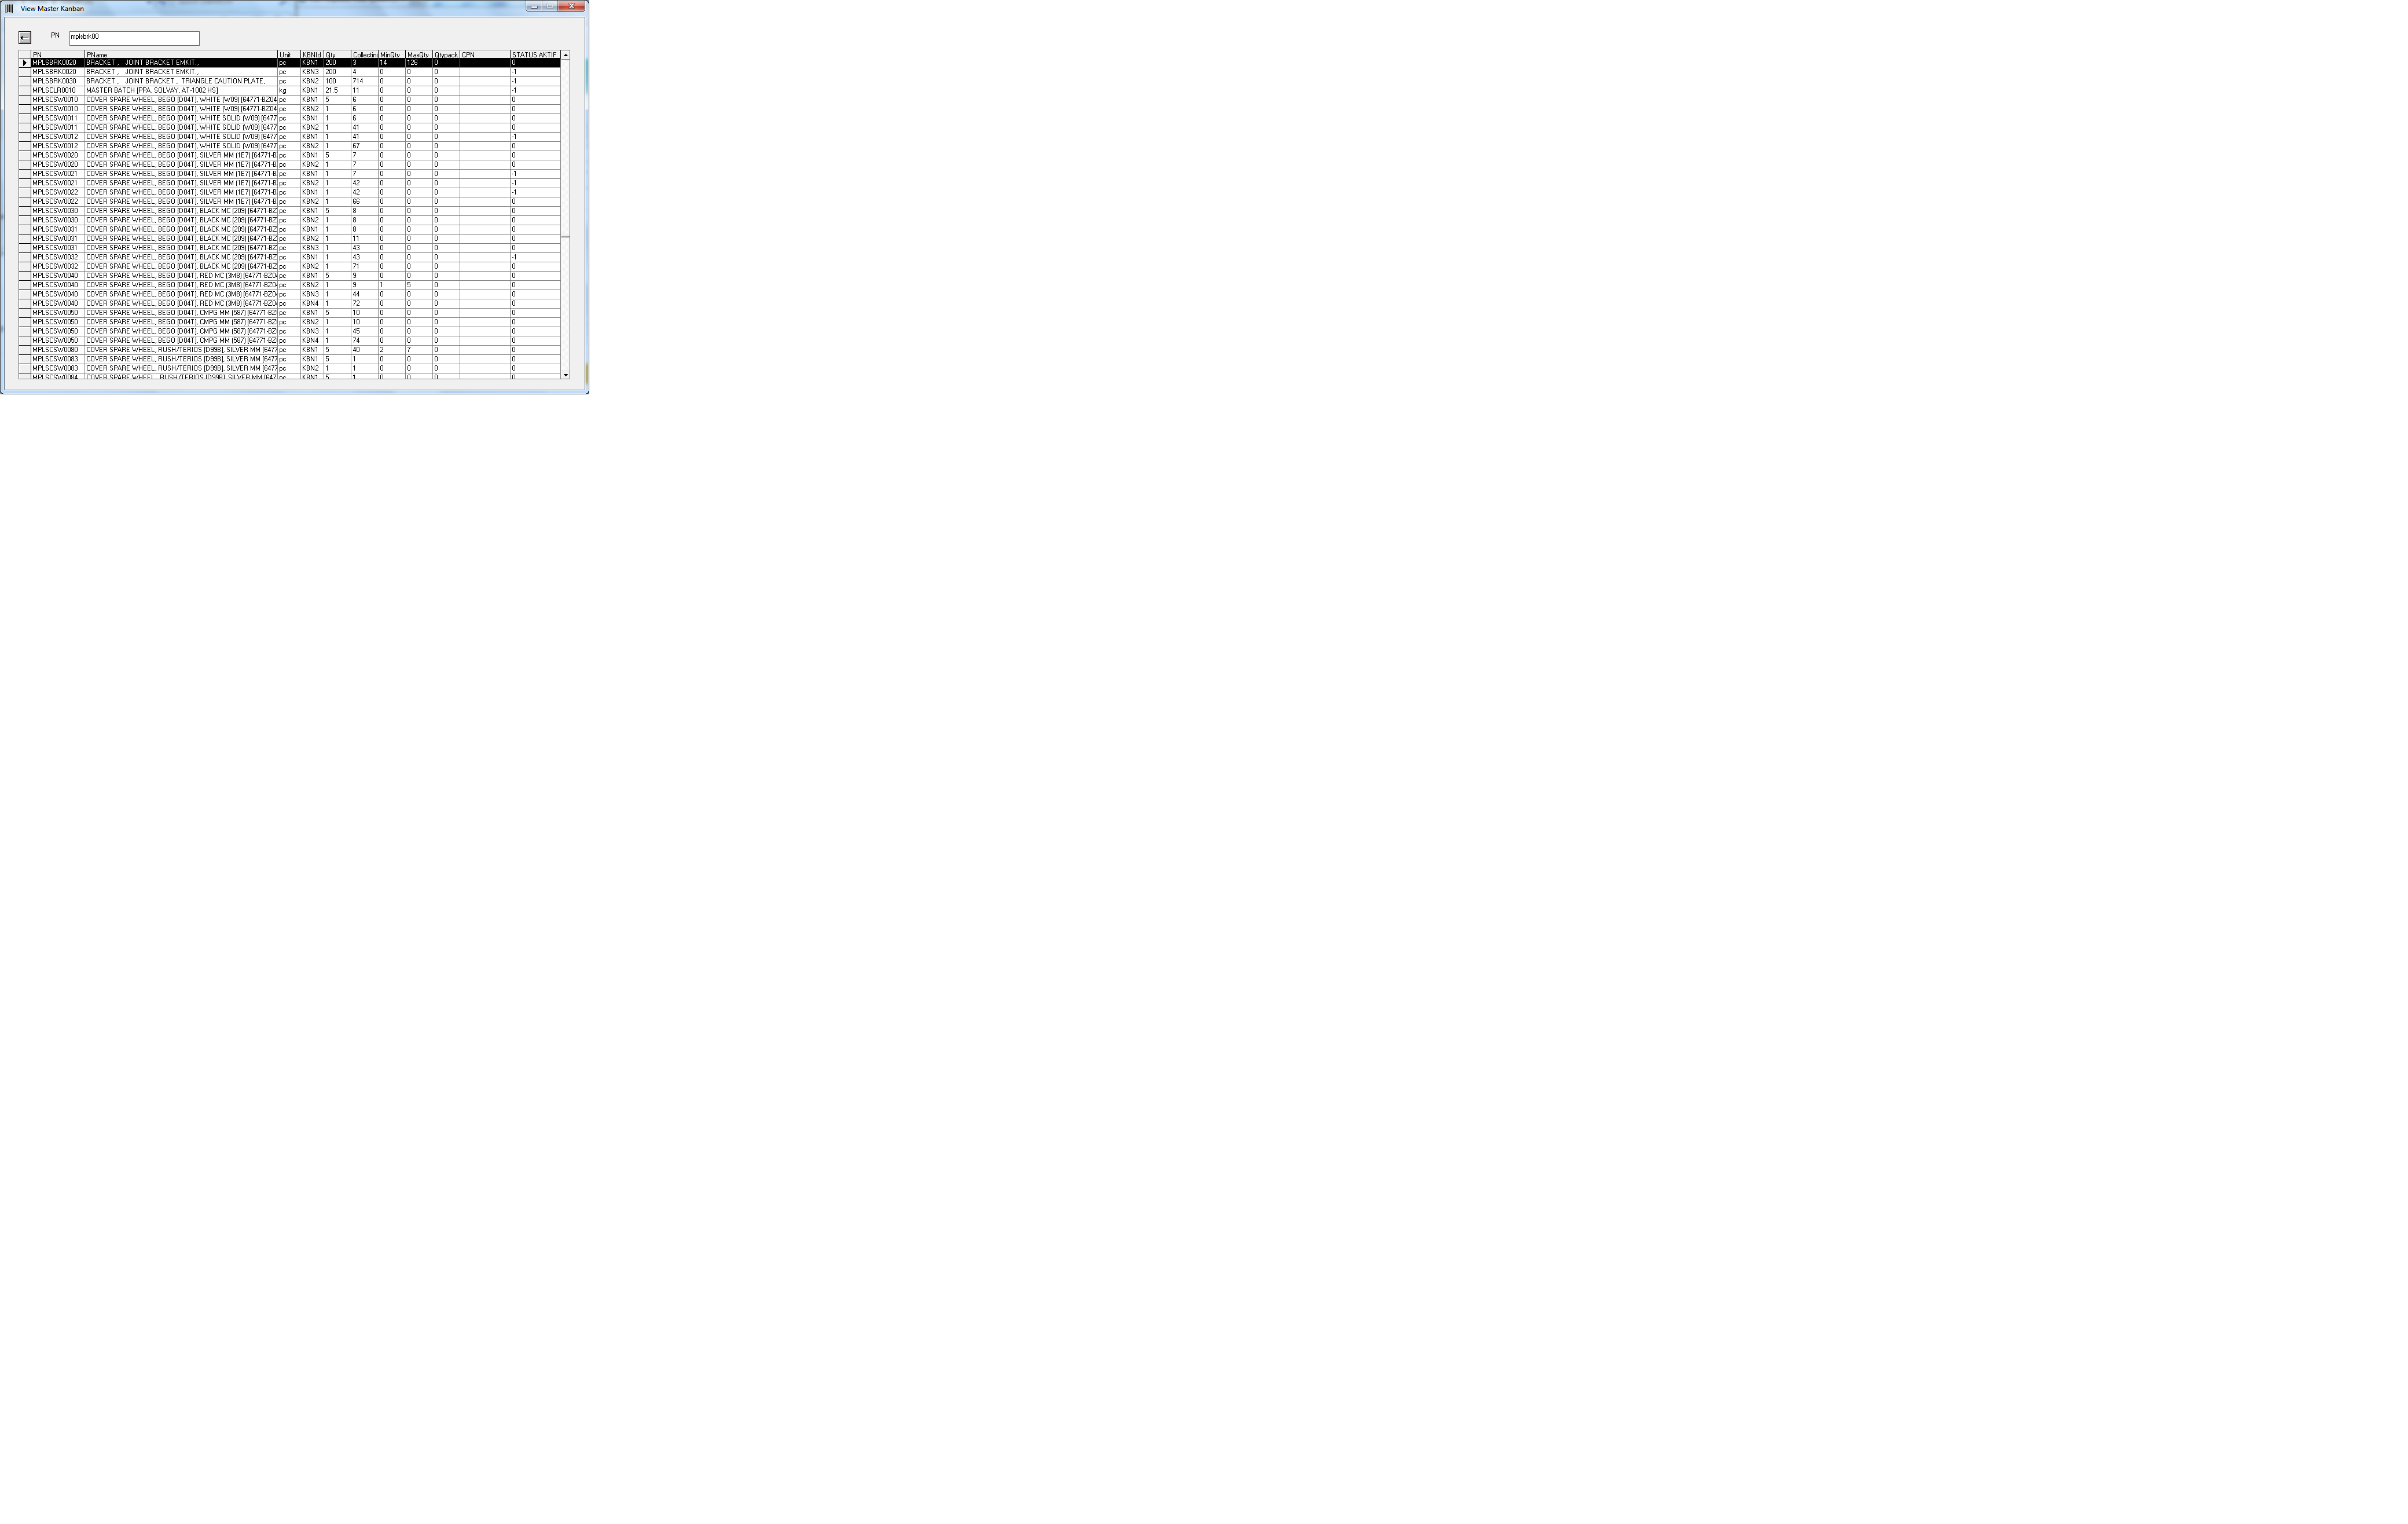 View Master Kanban
PN mplsbrk00
PN PName Unit KBNId Qty Collectin MinQty MaxQty Qtypack CPN STATUS AKTIF
MPLSBRK0020 BRACKET , JOINT BRACKET EMKIT., pc KBN1 200 3 14 126 0 0
MPLSBRK0020 BRACKET , JOINT BRACKET EMKIT., pc KBN3 200 4 0 0 0 -1
MPLSBRK0030 BRACKET , JOINT BRACKET , TRIANGLE CAUTION PLATE, pc KBN2 100 714 0 0 0 -1
MPLSCLR0010 MASTER BATCH [PPA, SOLVAY, AT-1002 HS] kg KBN1 21.5 11 0 0 0 -1
MPLSCSW0010 COVER SPARE WHEEL, BEGO [D04T], WHITE (W09) [64771-BZ04 pc KBN1 5 6 0 0 0 0
MPLSCSW0010 COVER SPARE WHEEL, BEGO [D04T], WHITE (W09) [64771-BZ04 pc KBN2 1 6 0 0 0 0
MPLSCSW0011 COVER SPARE WHEEL, BEGO [D04T], WHITE SOLID (W09) [6477 pc KBN1 1 6 0 0 0 0
MPLSCSW0011 COVER SPARE WHEEL, BEGO [D04T], WHITE SOLID (W09) [6477 pc KBN2 1 41 0 0 0 0
MPLSCSW0012 COVER SPARE WHEEL, BEGO [D04T], WHITE SOLID (W09) [6477 pc KBN1 1 41 0 0 0 -1
MPLSCSW0012 COVER SPARE WHEEL, BEGO [D04T], WHITE SOLID (W09) [6477 pc KBN2 1 67 0 0 0 0
MPLSCSW0020 COVER SPARE WHEEL, BEGO [D04T], SILVER MM (1E7) [64771-B pc KBN1 5 7 0 0 0 0
MPLSCSW0020 COVER SPARE WHEEL, BEGO [D04T], SILVER MM (1E7) [64771-B pc KBN2 1 7 0 0 0 0
MPLSCSW0021 COVER SPARE WHEEL, BEGO [D04T], SILVER MM (1E7) [64771-B pc KBN1 1 7 0 0 0 -1
MPLSCSW0021 COVER SPARE WHEEL, BEGO [D04T], SILVER MM (1E7) [64771-B pc KBN2 1 42 0 0 0 -1
MPLSCSW0022 COVER SPARE WHEEL, BEGO [D04T], SILVER MM (1E7) [64771-B pc KBN1 1 42 0 0 0 -1
MPLSCSW0022 COVER SPARE WHEEL, BEGO [D04T], SILVER MM (1E7) [64771-B pc KBN2 1 66 0 0 0 0
MPLSCSW0030 COVER SPARE WHEEL, BEGO [D04T], BLACK MC (209) [64771-BZ pc KBN1 5 8 0 0 0 0
MPLSCSW0030 COVER SPARE WHEEL, BEGO [D04T], BLACK MC (209) [64771-BZ pc KBN2 1 8 0 0 0 0
MPLSCSW0031 COVER SPARE WHEEL, BEGO [D04T], BLACK MC (209) [64771-BZ pc KBN1 1 8 0 0 0 0
MPLSCSW0031 COVER SPARE WHEEL, BEGO [D04T], BLACK MC (209) [64771-BZ pc KBN2 1 11 0 0 0 0
MPLSCSW0031 COVER SPARE WHEEL, BEGO [D04T], BLACK MC (209) [64771-BZ pc KBN3 1 43 0 0 0 0
MPLSCSW0032 COVER SPARE WHEEL, BEGO [D04T], BLACK MC (209) [64771-BZ pc KBN1 1 43 0 0 0 -1
MPLSCSW0032 COVER SPARE WHEEL, BEGO [D04T], BLACK MC (209) [64771-BZ pc KBN2 1 71 0 0 0 0
MPLSCSW0040 COVER SPARE WHEEL, BEGO [D04T], RED MC (3M8) [64771-BZ0 pc KBN1 5 9 0 0 0 0
MPLSCSW0040 COVER SPARE WHEEL, BEGO [D04T], RED MC (3M8) [64771-BZ0 pc KBN2 1 9 1 5 0 0
MPLSCSW0040 COVER SPARE WHEEL, BEGO [D04T], RED MC (3M8) [64771-BZ0 pc KBN3 1 44 0 0 0 0
MPLSCSW0040 COVER SPARE WHEEL, BEGO [D04T], RED MC (3M8) [64771-BZ0 pc KBN4 1 72 0 0 0 0
MPLSCSW0050 COVER SPARE WHEEL, BEGO [D04T], CMPG MM (587) [64771-BZ pc KBN1 5 10 0 0 0 0
MPLSCSW0050 COVER SPARE WHEEL, BEGO [D04T], CMPG MM (587) [64771-BZ pc KBN2 1 10 0 0 0 0
MPLSCSW0050 COVER SPARE WHEEL, BEGO [D04T], CMPG MM (587) [64771-BZ pc KBN3 1 45 0 0 0 0
MPLSCSW0050 COVER SPARE WHEEL, BEGO [D04T], CMPG MM (587) [64771-BZ pc KBN4 1 74 0 0 0 0
MPLSCSW0080 COVER SPARE WHEEL, RUSH/TERIOS [D99B], SILVER MM [6477 pc KBN1 5 40 2 7 0 0
MPLSCSW0083 COVER SPARE WHEEL, RUSH/TERIOS [D99B], SILVER MM [6477 pc KBN1 5 1 0 0 0 0
MPLSCSW0083 COVER SPARE WHEEL, RUSH/TERIOS [D99B], SILVER MM [6477 pc KBN2 1 1 0 0 0 0
MPLSCSW0084 COVER SPARE WHEEL, RUSH/TERIOS [D99B], SILVER MM [647 pc KBN1 5 1 0 0 0 0